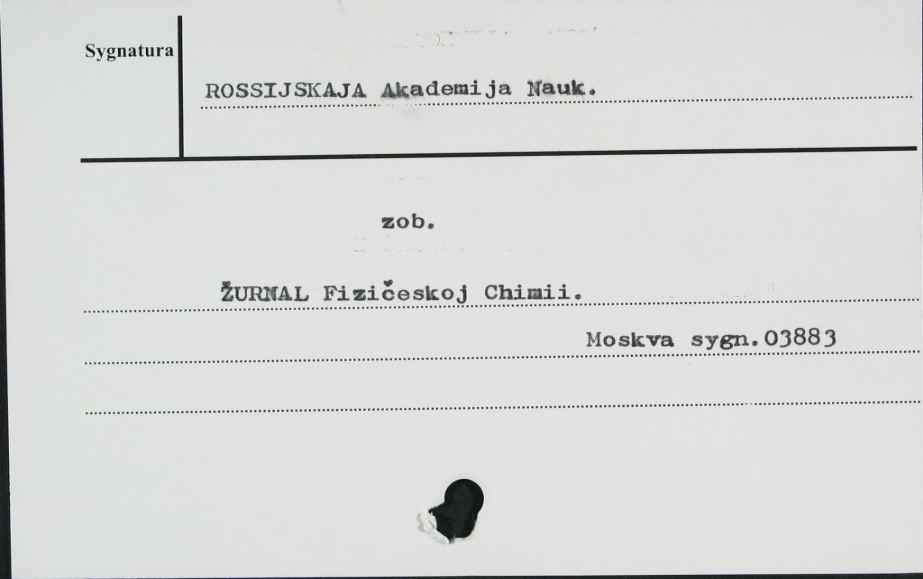 Sygnatura
ROSSIJSKAJA Akademija Nauk.
zob.
ŽURNAL Fizičeskoj Chimii.
Moskva sygn.03883